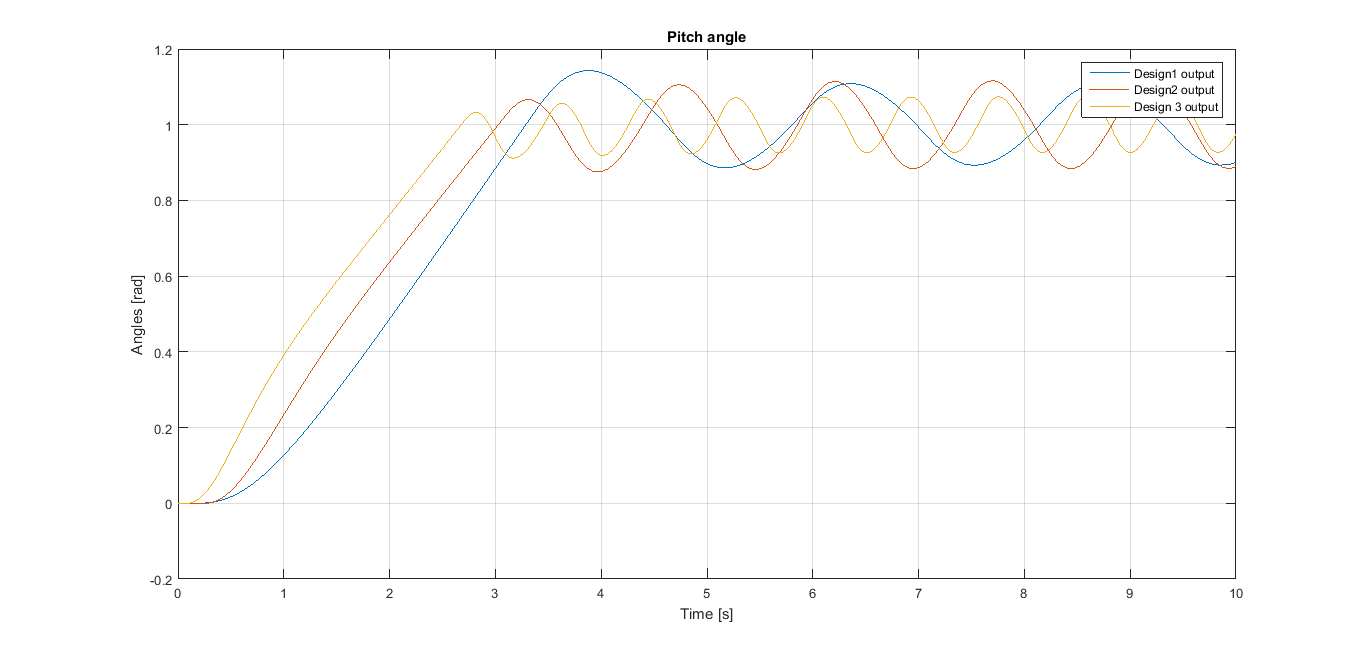 Pitch angle
1.2
1
0.8
0.6
0.4
0.2
0
-0.2
Angles [rad]
Design1 output
Design2 output
Design 3 output
0 1 2 3 4 5 6 7 8 9 10
Time [s]